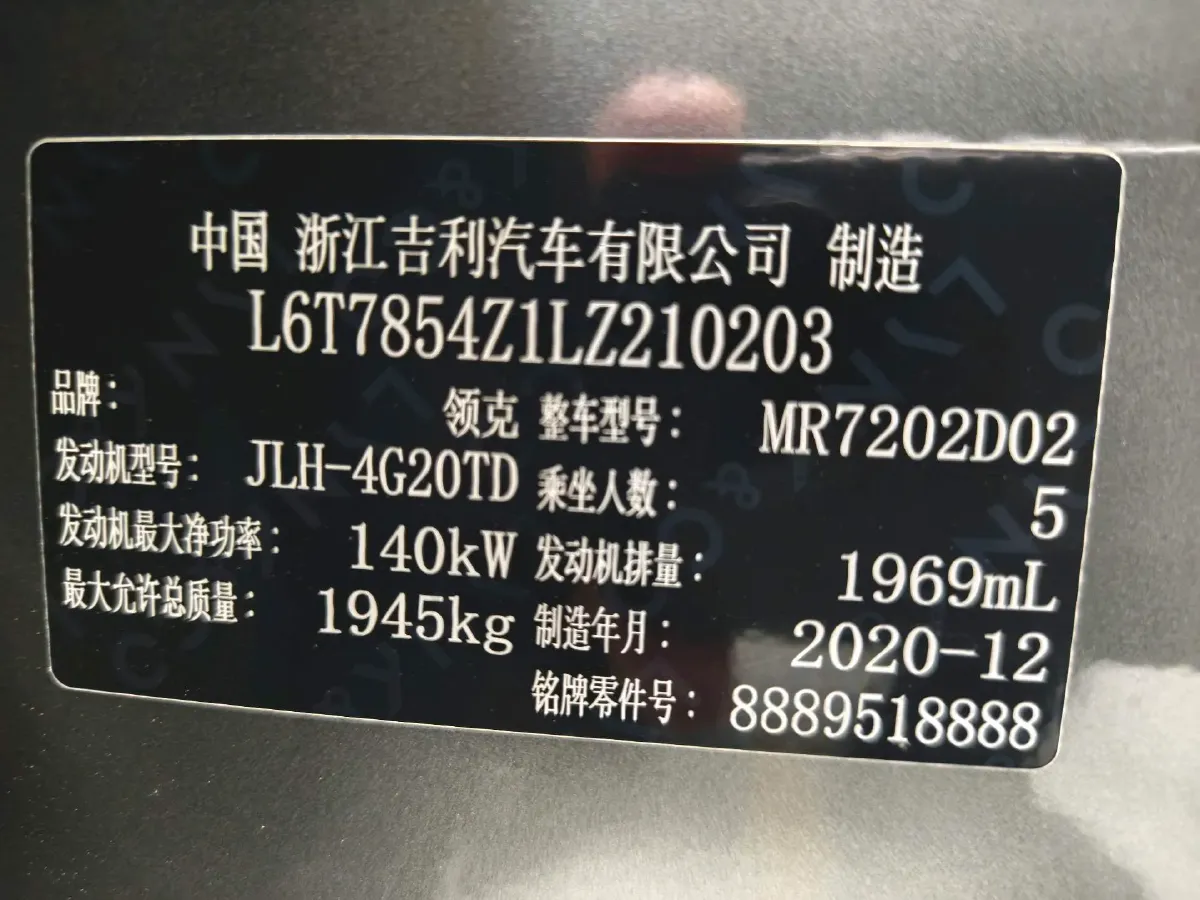 中国 浙江吉利汽车有限公司 制造
L6T7854Z1LZ210203
品牌： 领克 整车型号： MR7202D02
发动机型号： JLH-4G20TD 乘坐人数： 5
发动机最大净功率： 140kW 发动机排量： 1969mL
最大允许总质量： 1945kg 制造年月： 2020-12
铭牌零件号： 8889518888